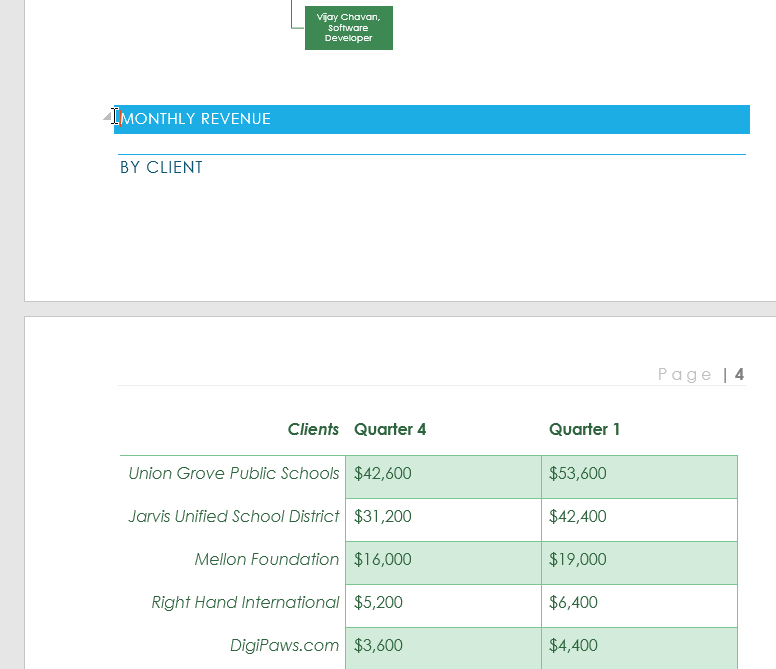 Vijay Chavan,
Software
Developer
MONTHLY REVENUE
BY CLIENT
Page | 4
Clients Quarter 4 Quarter 1
Union Grove Public Schools $42,600 $53,600
Jarvis Unified School District $31,200 $42,400
Mellon Foundation $16,000 $19,000
Right Hand International $5,200 $6,400
DigiPaws.com $3,600 $4,400